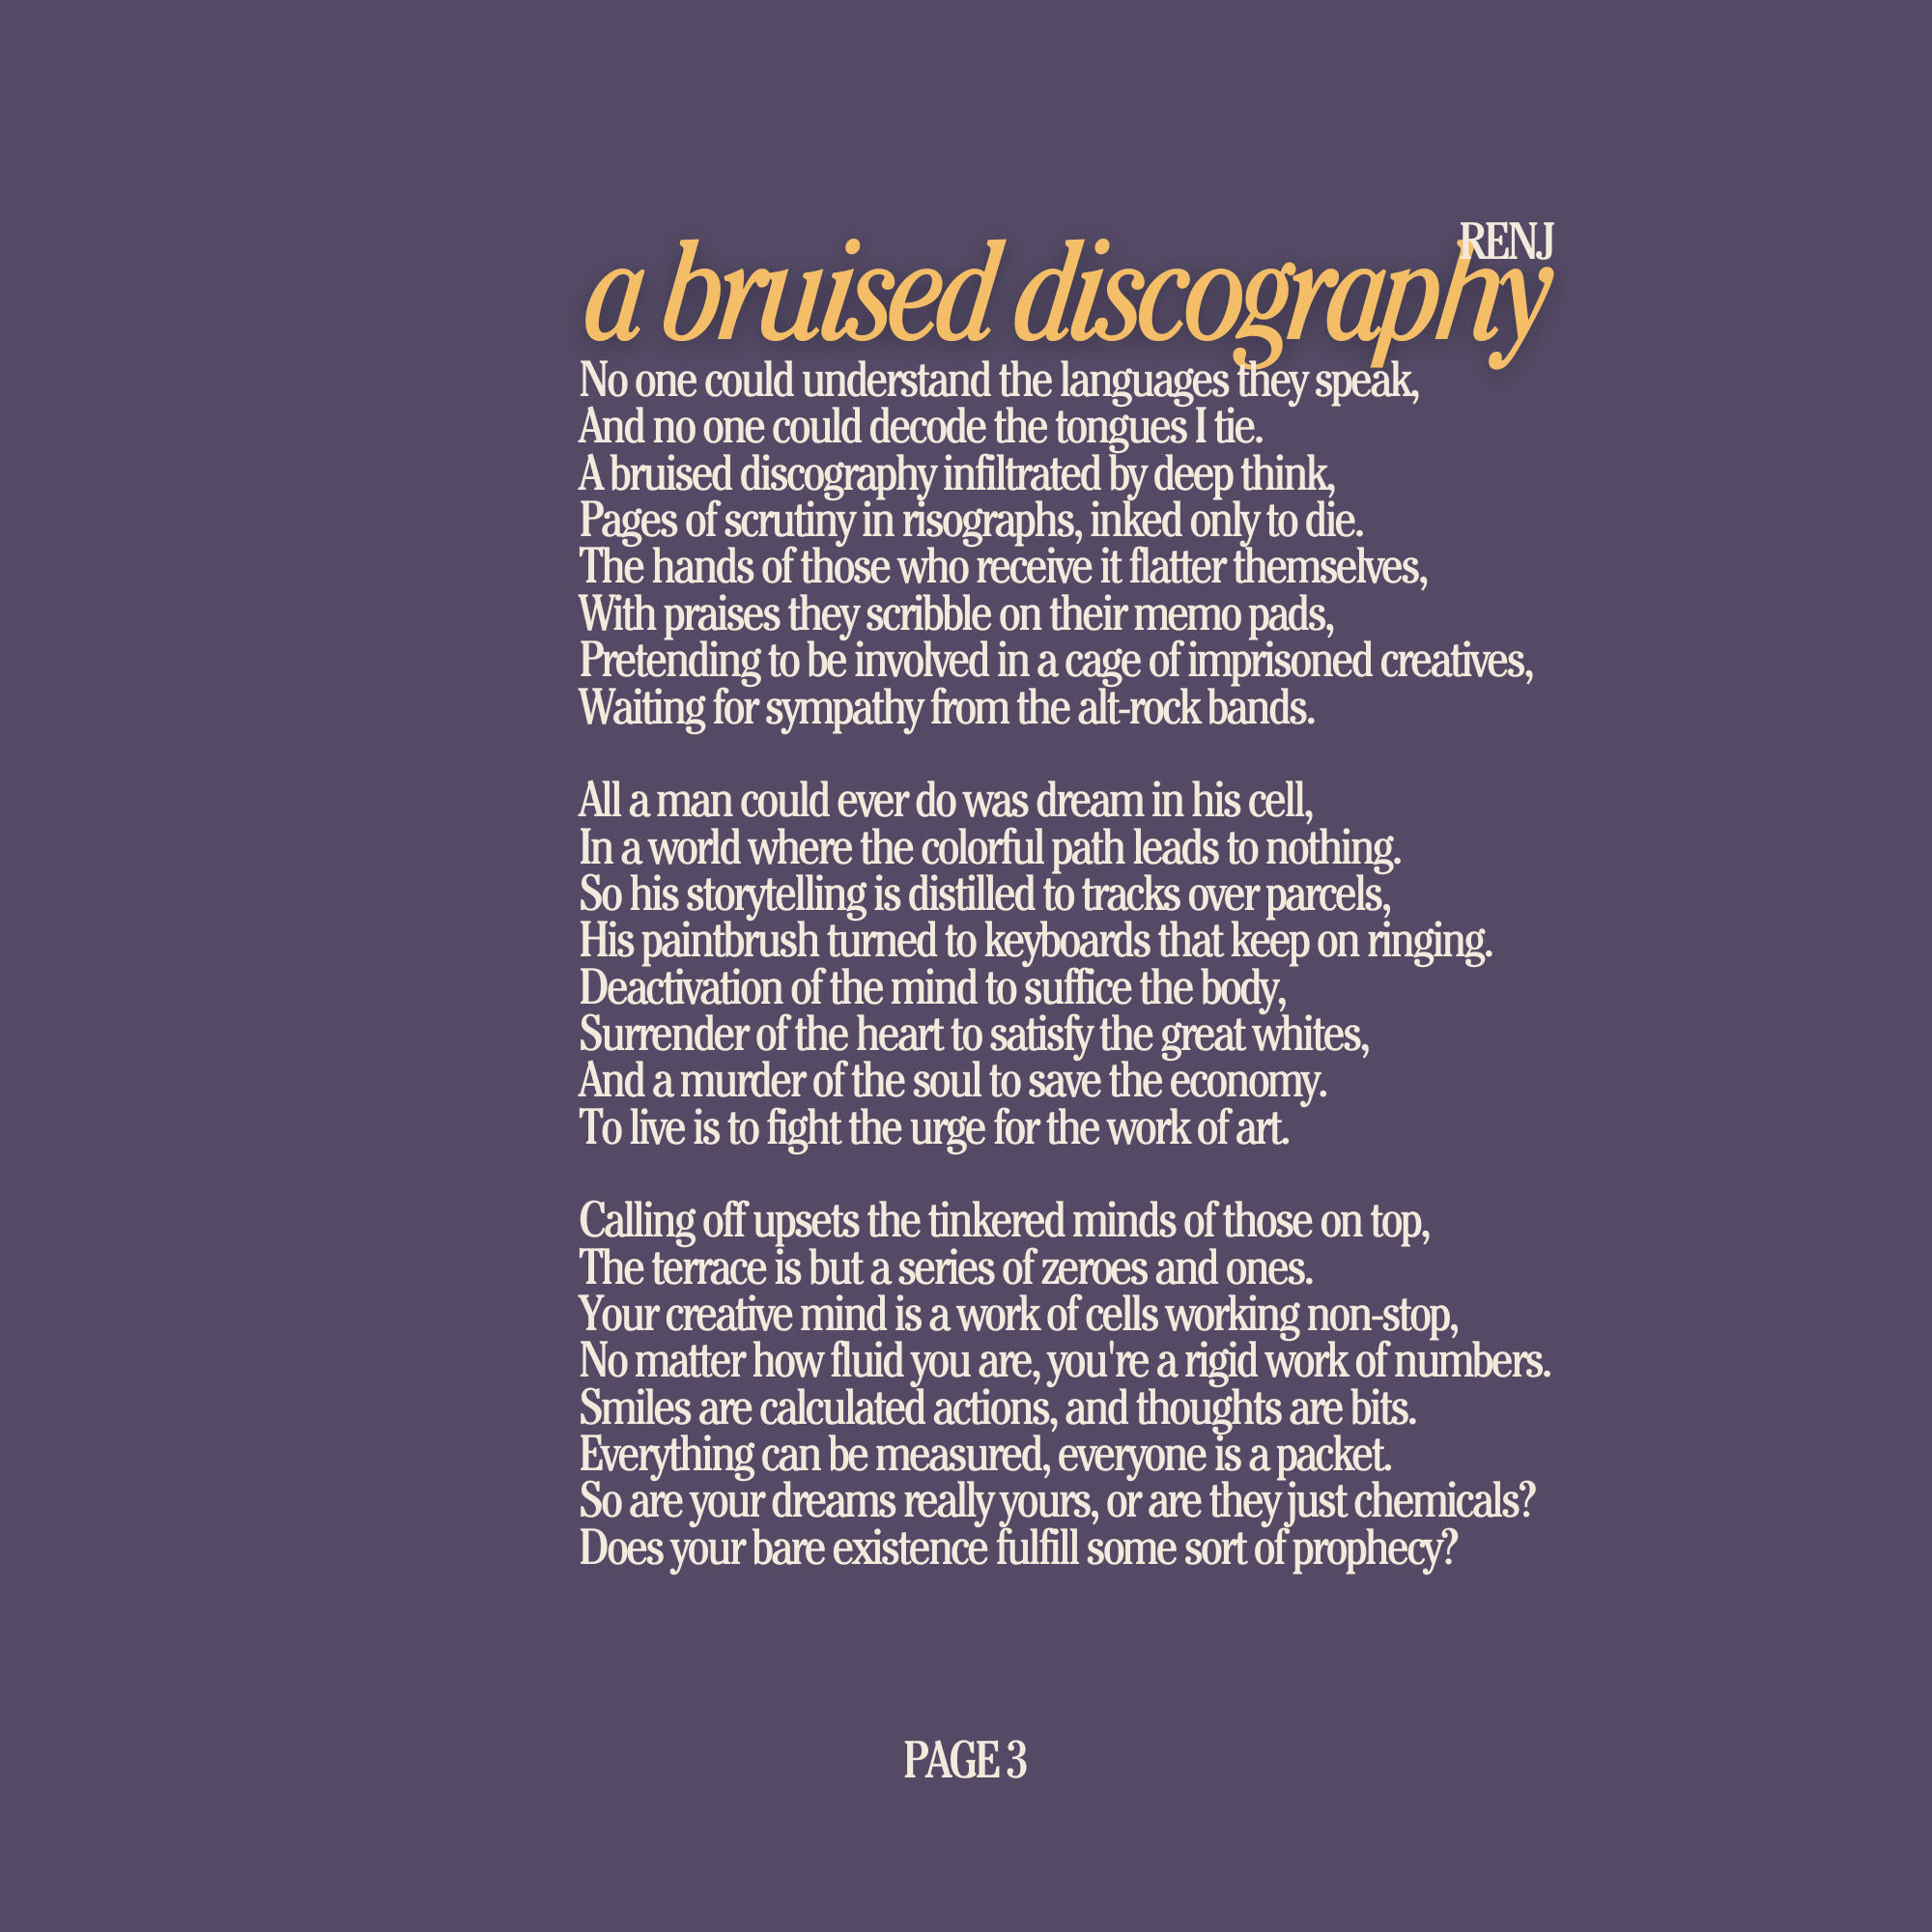 RENJ
a bruised discography
No one could understand the languages they speak,
And no one could decode the tongues I tie.
A bruised discography infiltrated by deep think,
Pages of scrutiny in risographs, inked only to die.
The hands of those who receive it flatter themselves,
With praises they scribble on their memo pads,
Pretending to be involved in a cage of imprisoned creatives,
Waiting for sympathy from the alt-rock bands.
All a man could ever do was dream in his cell,
In a world where the colorful path leads to nothing.
So his storytelling is distilled to tracks over parcels,
His paintbrush turned to keyboards that keep on ringing.
Deactivation of the mind to suffice the body,
Surrender of the heart to satisfy the great whites,
And a murder of the soul to save the economy.
To live is to fight the urge for the work of art.
Calling off upsets the tinkered minds of those on top,
The terrace is but a series of zeroes and ones.
Your creative mind is a work of cells working non-stop,
No matter how fluid you are, you're a rigid work of numbers.
Smiles are calculated actions, and thoughts are bits.
Everything can be measured, everyone is a packet.
So are your dreams really yours, or are they just chemicals?
Does your bare existence fulfill some sort of prophecy?
PAGE 3